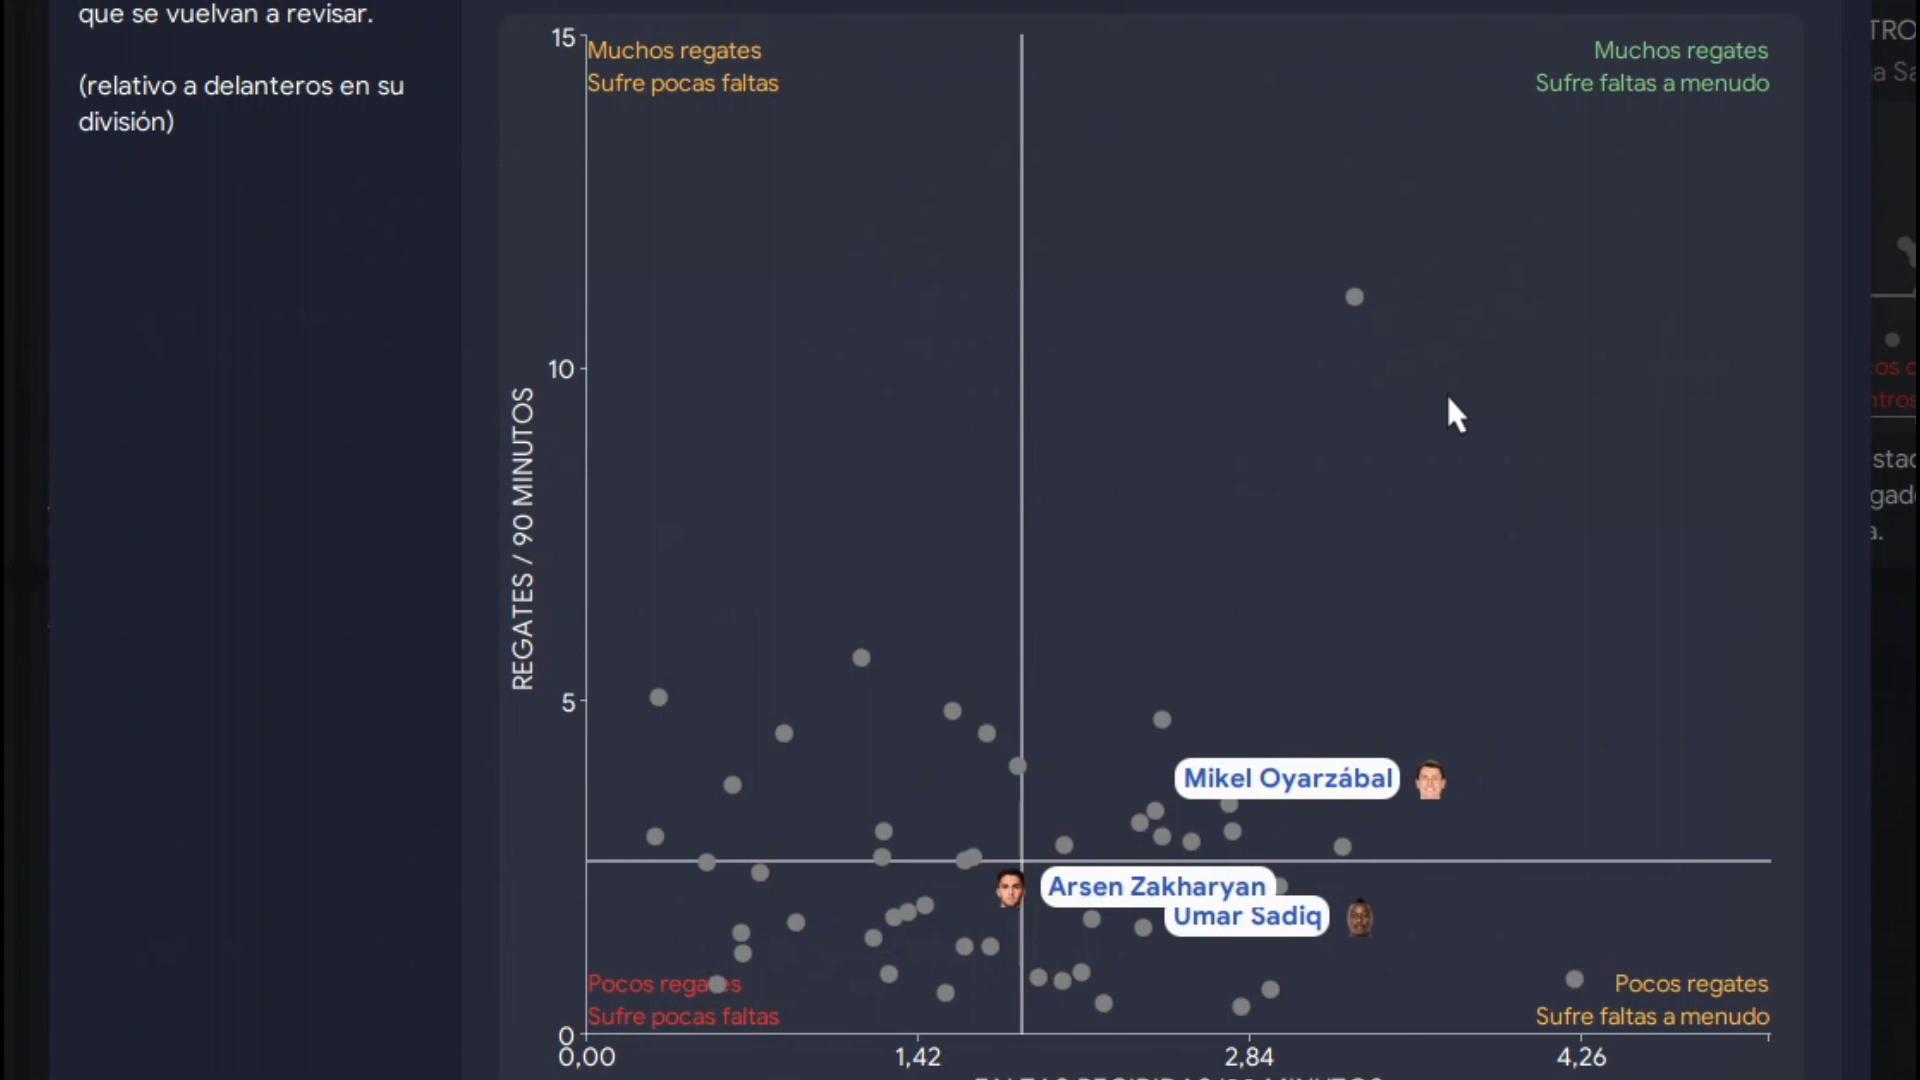 que se vuelvan a revisar.
(relativo a delanteros en su
división)
15
Muchos regates
Sufre pocas faltas
Muchos regates
Sufre faltas a menudo
10
REGATES / 90 MINUTOS
5
Mikel Oyarzábal
Arsen Zakharyan
Umar Sadiq
Pocos regates
Sufre pocas faltas
Pocos regates
Sufre faltas a menudo
0
0,00
1,42
2,84
4,26